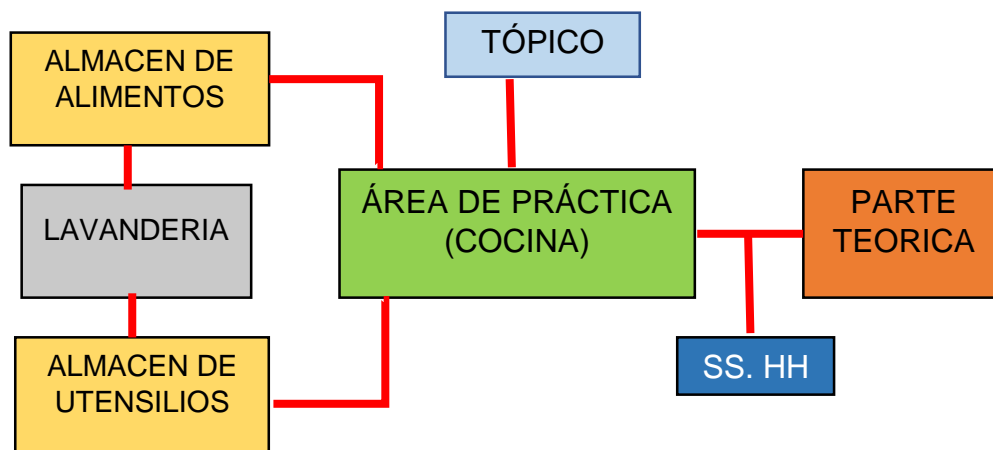 ALMACEN DE
ALIMENTOS
TÓPICO
LAVANDERIA
ÁREA DE PRÁCTICA
(COCINA)
PARTE
TEORICA
ALMACEN DE
UTENSILIOS
SS. HH